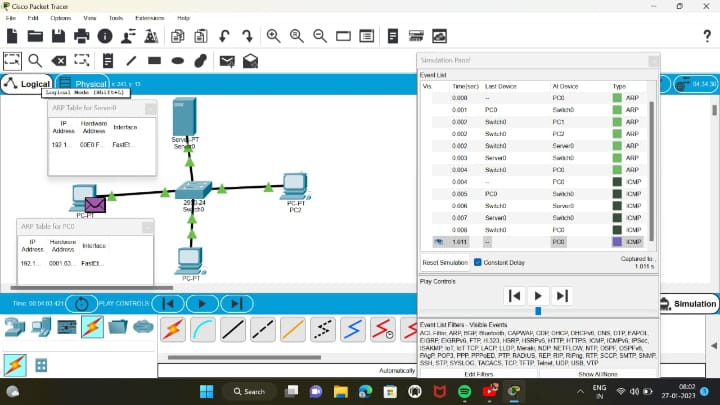 Cisco Packet Tracer
File Edit Options View Tools Extensions Help
Logical Physical x: 243, y: 13
Logical Mode (Shift+L)
04:34:30
ARP Table for Server0
IP Address Hardware Address Interface
192.1... 00E0.F... FastEt...
Server-PT
Server0
2950-24
Switch0
PC-PT
PC2
PC-PT
ARP Table for PC0
IP Address Hardware Address Interface
192.1... 0001.63... FastEt...
PC-PT
Simulation Panel
Event List
Vis. Time(sec) Last Device At Device Type
0.000 -- PC0 ARP
0.001 PC0 Switch0 ARP
0.002 Switch0 PC1 ARP
0.002 Switch0 PC2 ARP
0.002 Switch0 Server0 ARP
0.003 Server0 Switch0 ARP
0.004 Switch0 PC0 ARP
0.004 -- PC0 ICMP
0.005 PC0 Switch0 ICMP
0.006 Switch0 Server0 ICMP
0.007 Server0 Switch0 ICMP
0.008 Switch0 PC0 ICMP
1.011 -- PC0 ICMP
Reset Simulation Constant Delay Captured to:
1.011 s
Play Controls
Event List Filters - Visible Events
ACL Filter, ARP, BGP, Bluetooth, CAPWAP, CDP, DHCP, DHCPv6, DNS, DTP, EAPOL,
EIGRP, EIGRPv6, FTP, H.323, HSRP, HSRPv6, HTTP, HTTPS, ICMP, ICMPv6, IPSec,
ISAKMP, IoT, IoT TCP, LACP, LLDP, Meraki, NDP, NETFLOW, NTP, OSPF, OSPFv6,
PAgP, POP3, PPP, PPPoED, PTP, RADIUS, REP, RIP, RIPng, RTP, SCCP, SMTP, SNMP,
SSH, STP, SYSLOG, TACACS, TCP, TFTP, Telnet, UDP, USB, VTP
Edit Filters Show All/None
Time: 00:04:03.421 PLAY CONTROLS:
Simulation
Automatically
Search
ENG
IN
08:02
27-01-2023